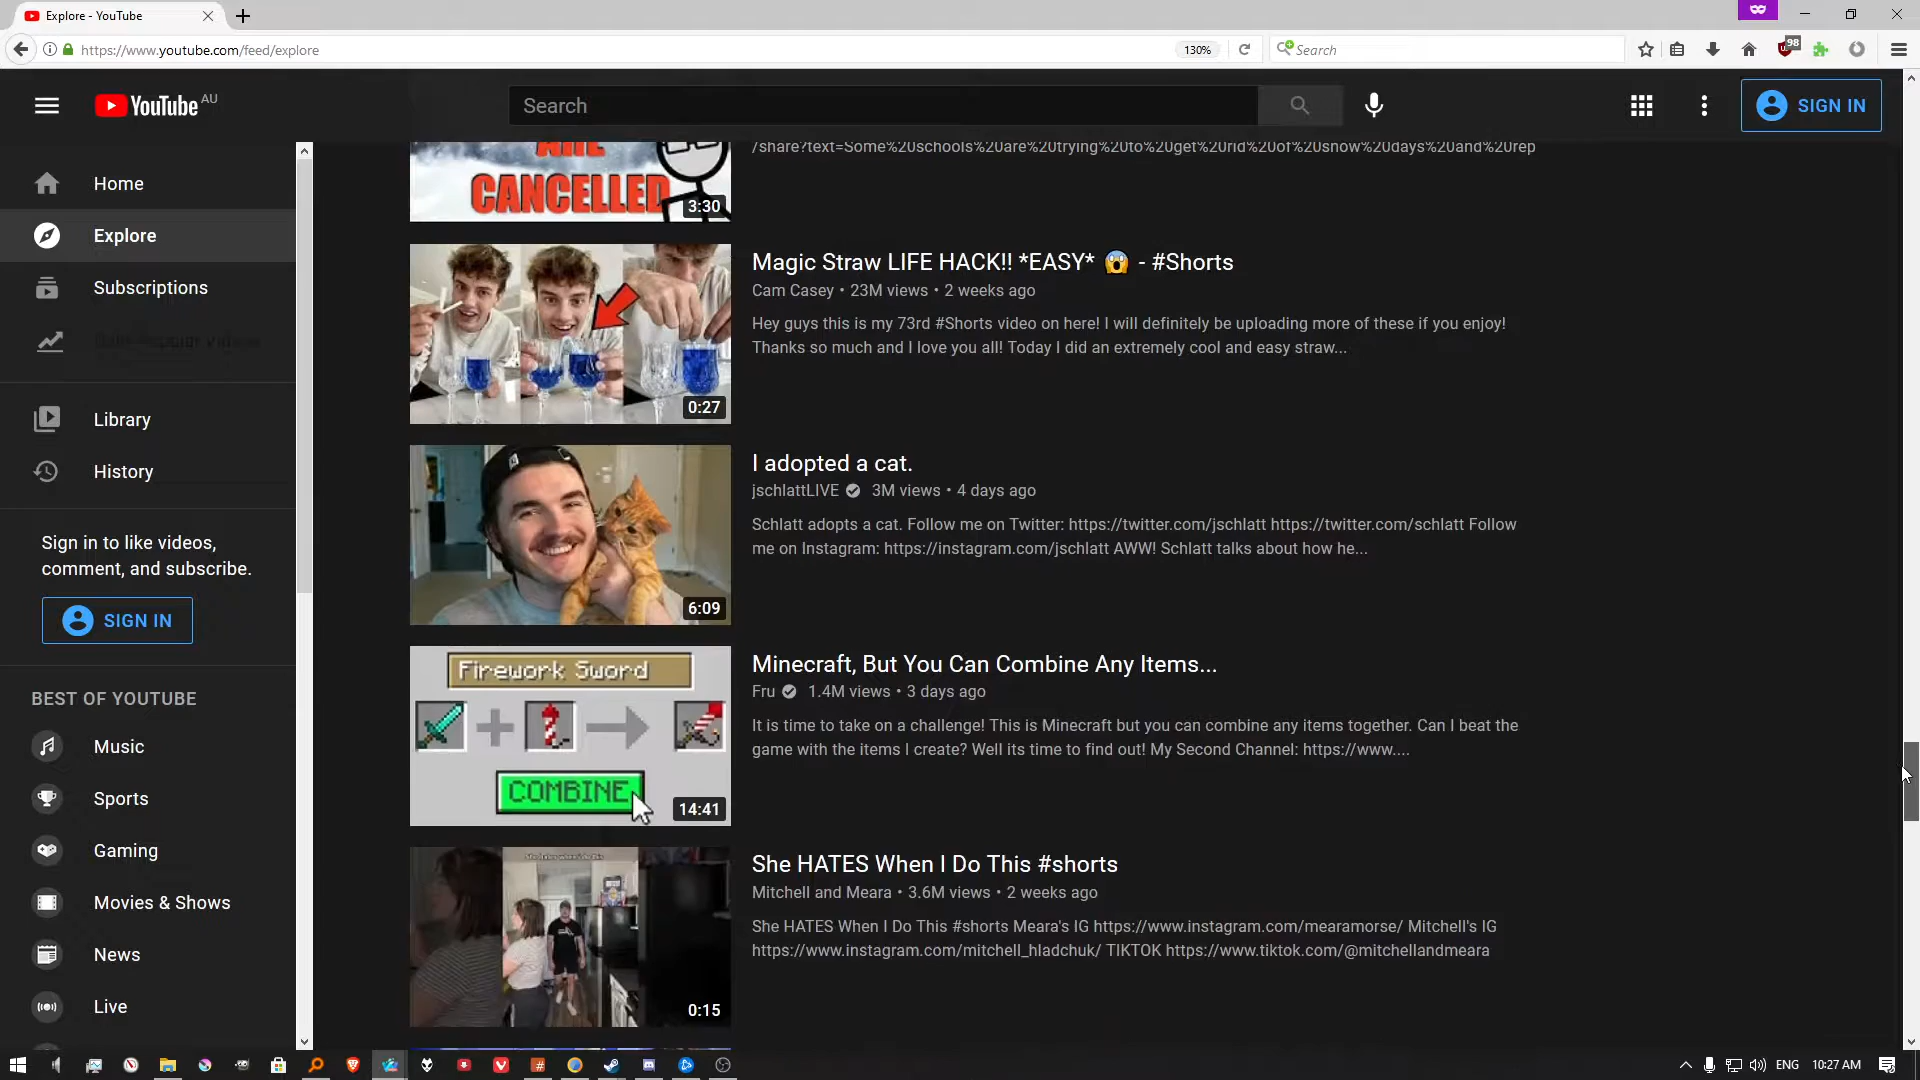 Explore - YouTube
https://www.youtube.com/feed/explore
130%
Search
98
YouTube AU
Search
SIGN IN
Home
Explore
Subscriptions
Library
History
Sign in to like videos,
comment, and subscribe.
SIGN IN
BEST OF YOUTUBE
Music
Sports
Gaming
Movies & Shows
News
Live
/share?text=Some%20schools%20are%20trying%20to%20get%20rid%20of%20snow%20days%20and%20rep
ARE
CANCELLED
3:30
Magic Straw LIFE HACK!! *EASY* 😱 - #Shorts
Cam Casey • 23M views • 2 weeks ago
Hey guys this is my 73rd #Shorts video on here! I will definitely be uploading more of these if you enjoy!
Thanks so much and I love you all! Today I did an extremely cool and easy straw...
0:27
I adopted a cat.
jschlattLIVE 3M views • 4 days ago
Schlatt adopts a cat. Follow me on Twitter: https://twitter.com/jschlatt https://twitter.com/schlatt Follow
me on Instagram: https://instagram.com/jschlatt AWW! Schlatt talks about how he...
6:09
Firework Sword
COMBINE
14:41
Minecraft, But You Can Combine Any Items...
Fru 1.4M views • 3 days ago
It is time to take on a challenge! This is Minecraft but you can combine any items together. Can I beat the
game with the items I create? Well its time to find out! My Second Channel: https://www....
She hates when i do this
0:15
She HATES When I Do This #shorts
Mitchell and Meara • 3.6M views • 2 weeks ago
She HATES When I Do This #shorts Meara's IG https://www.instagram.com/mearamorse/ Mitchell's IG
https://www.instagram.com/mitchell_hladchuk/ TIKTOK https://www.tiktok.com/@mitchellandmeara
ENG
10:27 AM